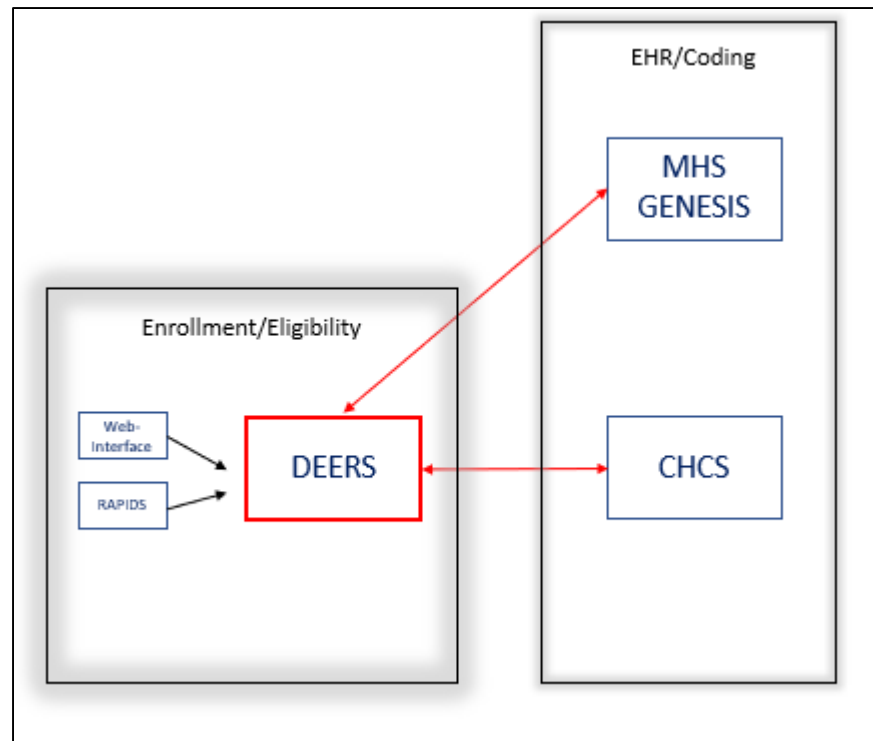 EHR/Coding
MHS
GENESIS
Enrollment/Eligibility
Web-
Interface
RAPIDS
DEERS
CHCS